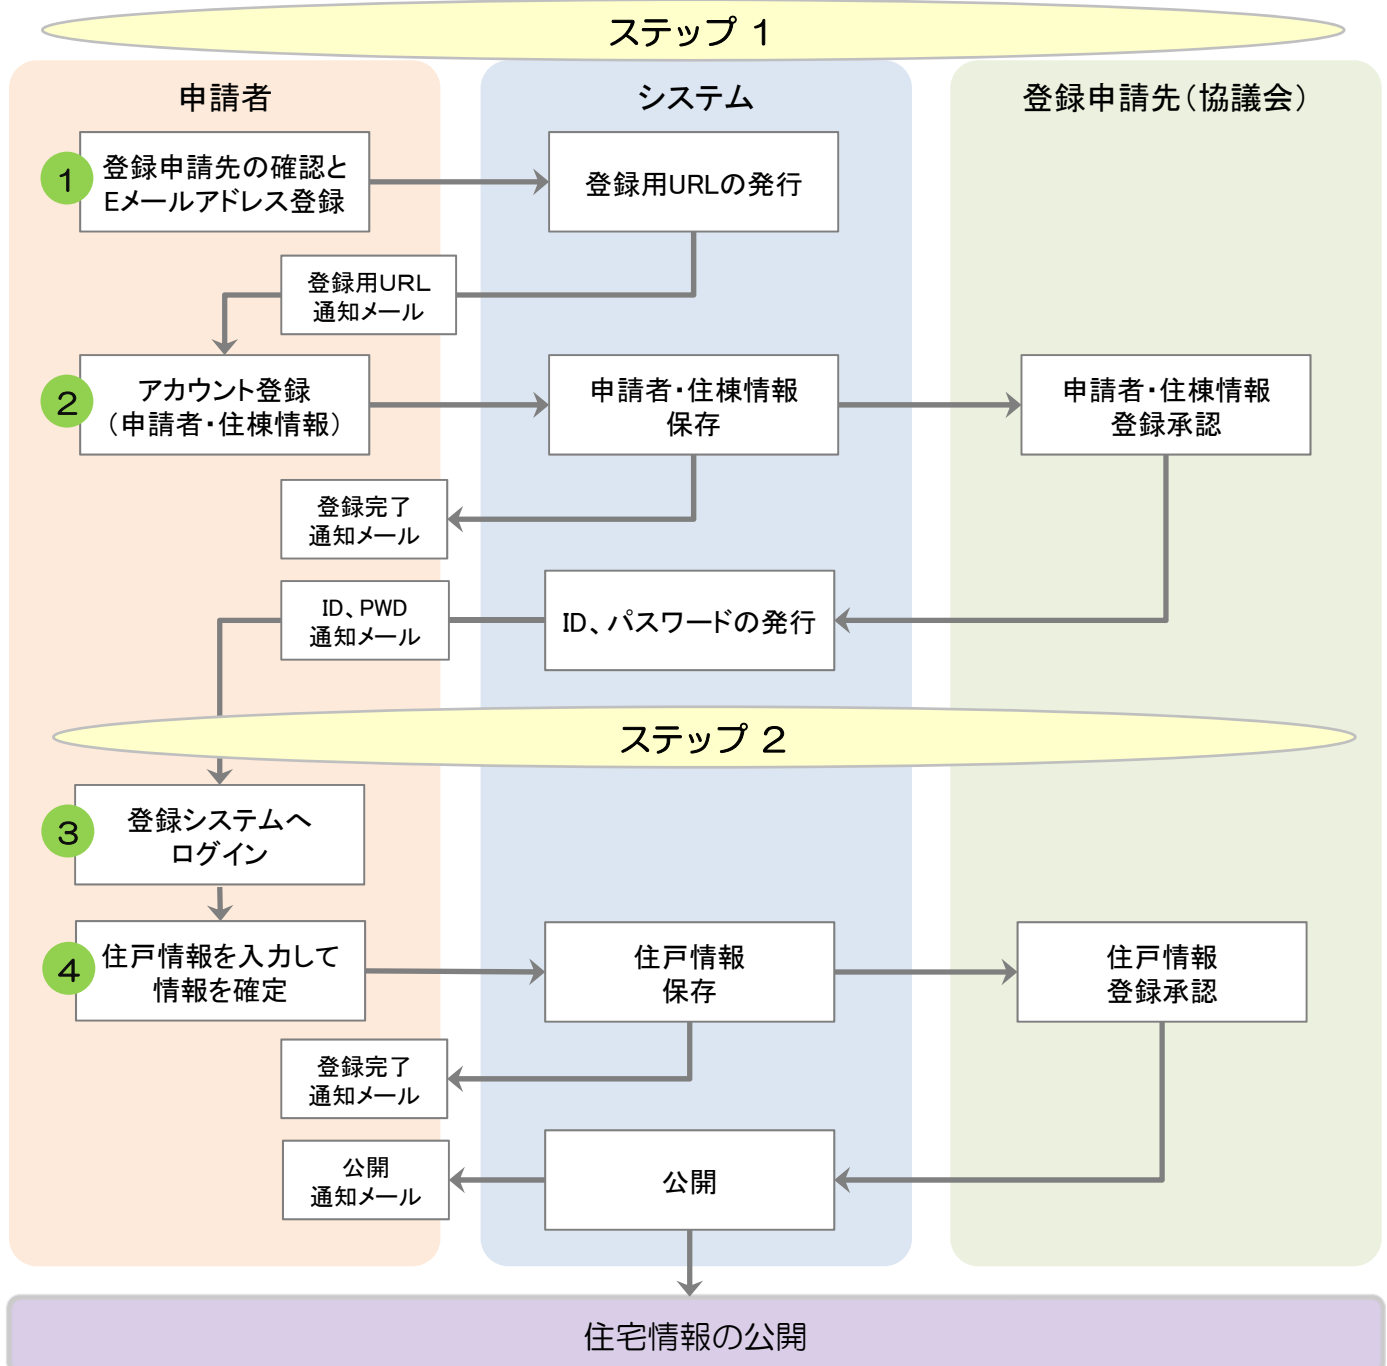 ステップ 1
申請者
システム
登録申請先(協議会)
1
登録申請先の確認と
Eメールアドレス登録
登録用URLの発行
登録用URL
通知メール
2
アカウント登録
(申請者・住棟情報)
申請者・住棟情報
保存
申請者・住棟情報
登録承認
登録完了
通知メール
ID、PWD
通知メール
ID、パスワードの発行
ステップ 2
3
登録システムへ
ログイン
4
住戸情報を入力して
情報を確定
住戸情報
保存
住戸情報
登録承認
登録完了
通知メール
公開
通知メール
公開
住宅情報の公開